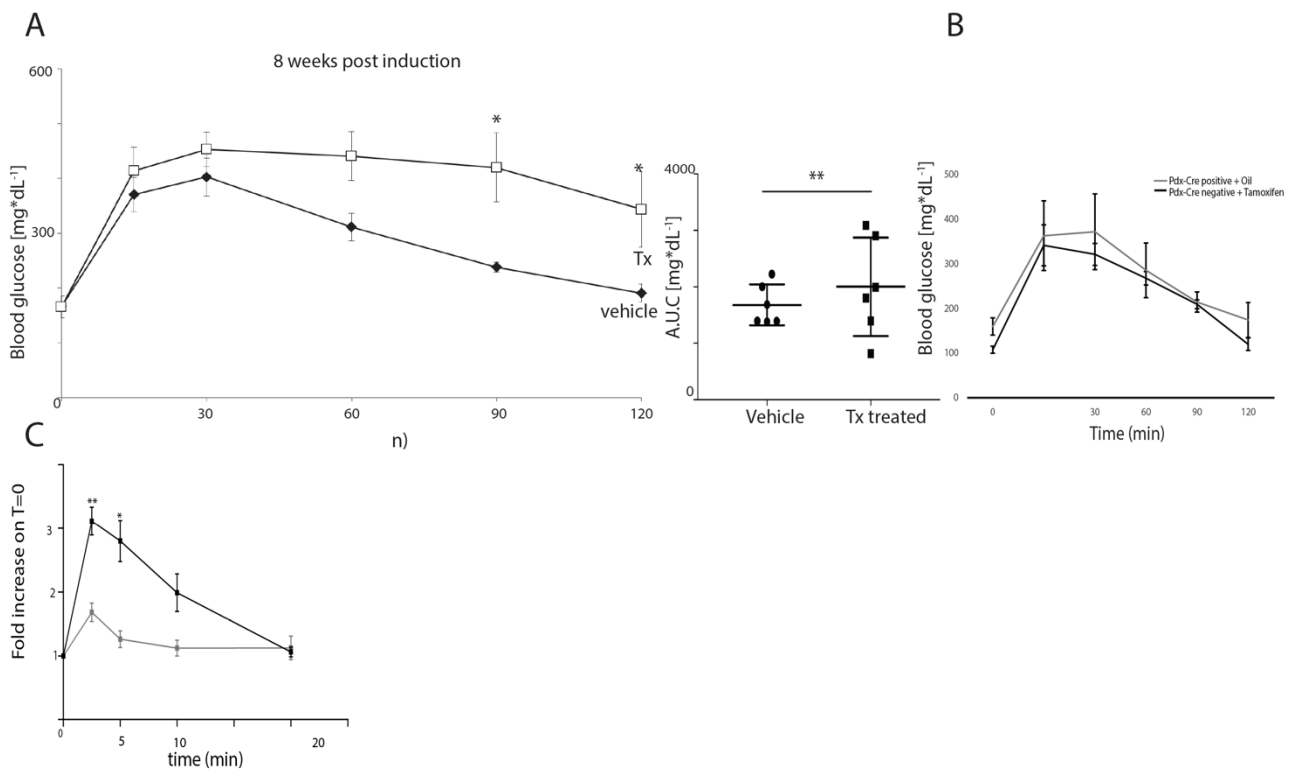 A
8 weeks post induction
600
300
0
Blood glucose [mg*dL⁻¹]
*
*
Tx
vehicle
30
60
90
120
n)
4000
0
A.U.C [mg*dL⁻¹]
**
Vehicle
Tx treated
B
500
400
300
200
100
0
Blood glucose [mg*dL⁻¹]
Pdx-Cre positive + Oil
Pdx-Cre negative + Tamoxifen
0
30
60
90
120
Time (min)
C
Fold increase on T=0
3
2
1
**
*
0
5
10
20
time (min)